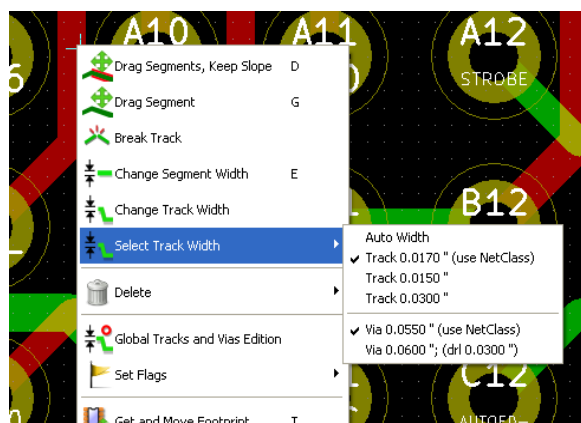 A10
A11
A12
STROBE
Drag Segments, Keep Slope D
Drag Segment G
Break Track
Change Segment Width E
Change Track Width
Select Track Width
Delete
Global Tracks and Vias Edition
Set Flags
Get and Move Footprint T
B12
Auto Width
Track 0.0170 " (use NetClass)
Track 0.0150 "
Track 0.0300 "
Via 0.0550 " (use NetClass)
Via 0.0600 "; (drl 0.0300 ")
C12